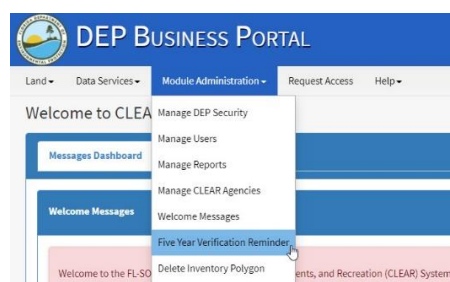 DEP BUSINESS PORTAL
Land Data Services Module Administration Request Access Help
Welcome to CLEA
Manage DEP Security
Manage Users
Messages Dashboard
Manage Reports
Manage CLEAR Agencies
Welcome Messages
Welcome Messages
Five Year Verification Reminder
Delete Inventory Polygon
Welcome to the FL-SO ents, and Recreation (CLEAR) System